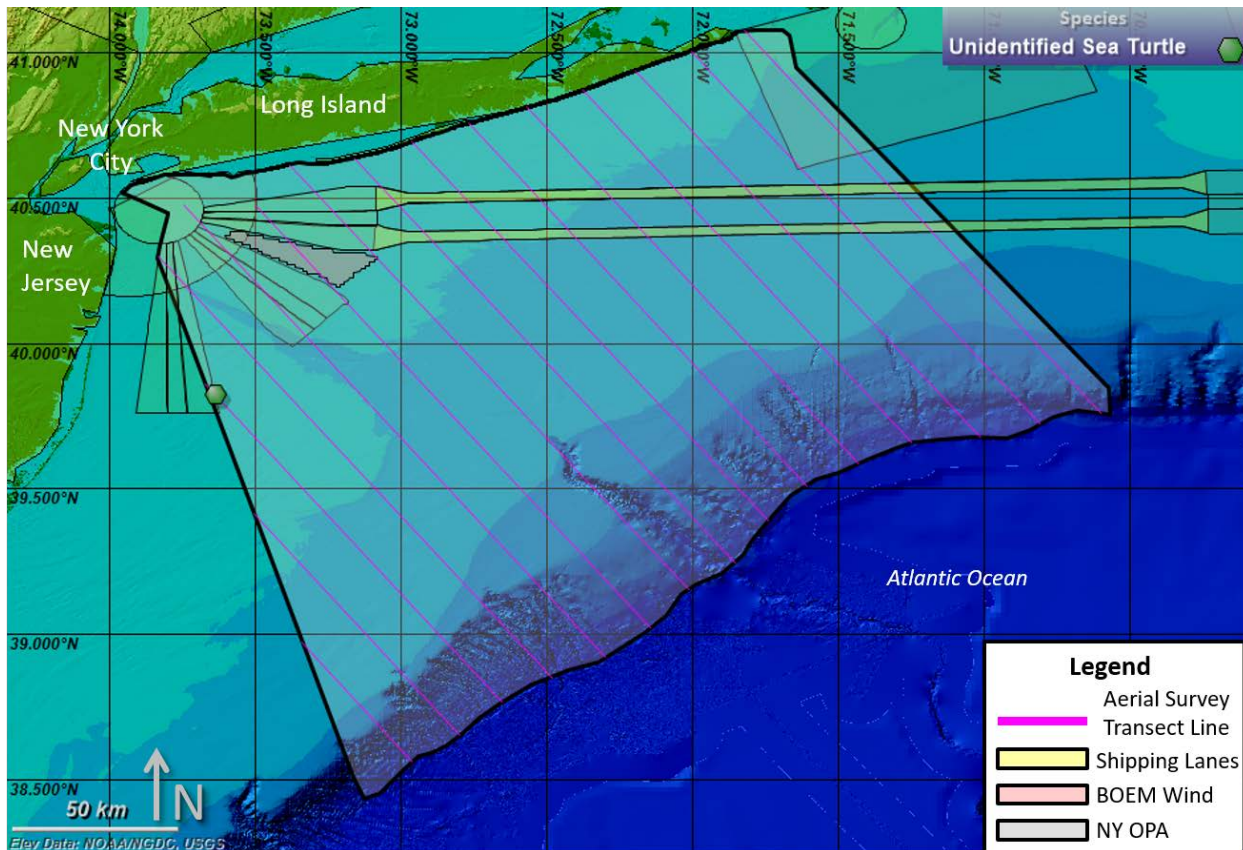 74.000°W
73.500°W
73.000°W
72.500°W
72.000°W
71.500°W
Species
Unidentified Sea Turtle
41.000°N
Long Island
New York
City
40.500°N
New
Jersey
40.000°N
39.500°N
Atlantic Ocean
39.000°N
38.500°N
50 km
N
Elev Data: NOAA/NGDC, USGS
Legend
Aerial Survey
Transect Line
Shipping Lanes
BOEM Wind
NY OPA